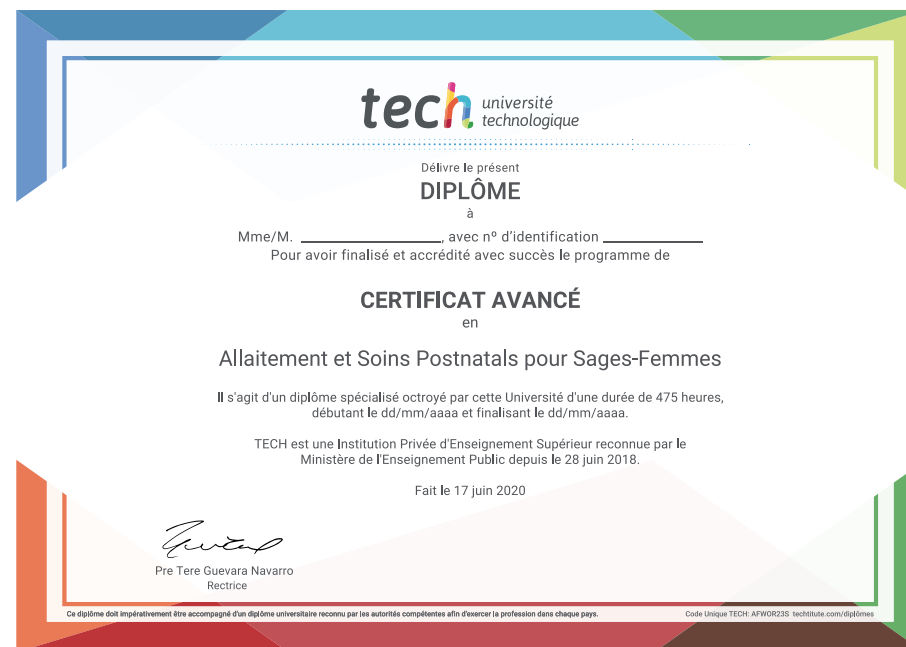 tech université
technologique
Délivre le présent
DIPLÔME
à
Mme/M. ____________________, avec nº d'identification ______________
Pour avoir finalisé et accrédité avec succès le programme de
CERTIFICAT AVANCÉ
en
Allaitement et Soins Postnatals pour Sages-Femmes
Il s'agit d'un diplôme spécialisé octroyé par cette Université d'une durée de 475 heures,
débutant le dd/mm/aaaa et finalisant le dd/mm/aaaa.
TECH est une Institution Privée d'Enseignement Supérieur reconnue par le
Ministère de l'Enseignement Public depuis le 28 juin 2018.
Fait le 17 juin 2020
Pre Tere Guevara Navarro
Rectrice
Ce diplôme doit impérativement être accompagné d'un diplôme universitaire reconnu par les autorités compétentes afin d'exercer la profession dans chaque pays.
Code Unique TECH: AFWOR23S techtitute.com/diplômes